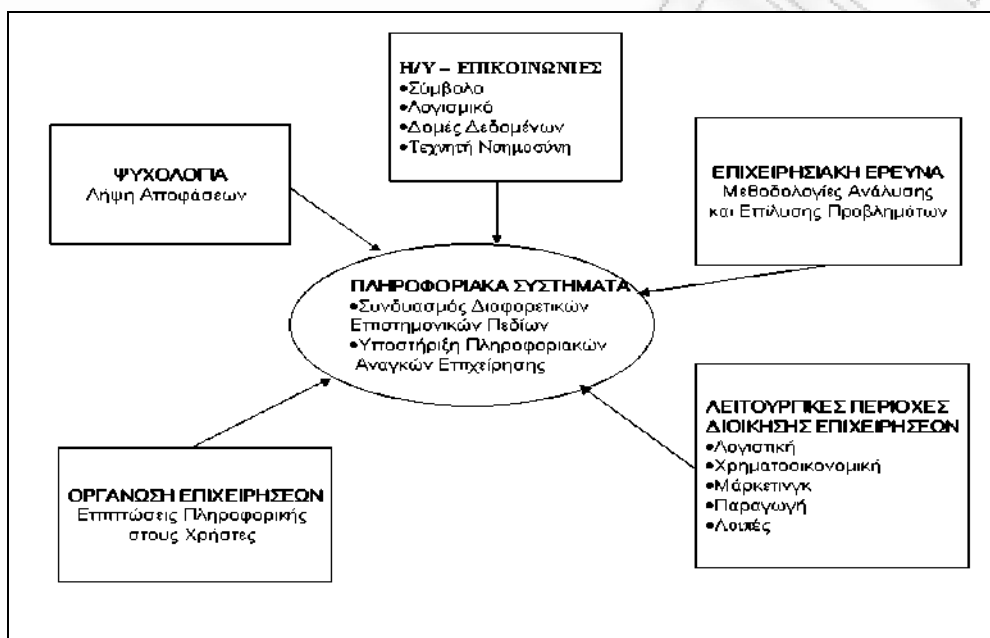 Η/Υ – ΕΠΙΚΟΙΝΩΝΙΕΣ
•Σύμβολο
•Λογισμικό
•Δομές Δεδομένων
•Τεχνητή Νοημοσύνη
ΨΥΧΟΛΟΓΙΑ
Λήψη Αποφάσεων
ΕΠΙΧΕΙΡΗΣΙΑΚΗ ΕΡΕΥΝΑ
Μεθοδολογίες Ανάλυσης
και Επίλυσης Προβλημάτων
ΠΛΗΡΟΦΟΡΙΑΚΑ ΣΥΣΤΗΜΑΤΑ
•Συνδυασμός Διαφορετικών
Επιστημονικών Πεδίων
•Υποστήριξη Πληροφοριακών
Αναγκών Επιχείρησης
ΛΕΙΤΟΥΡΓΙΚΕΣ ΠΕΡΙΟΧΕΣ
ΔΙΟΙΚΗΣΗΣ ΕΠΙΧΕΙΡΗΣΕΩΝ
•Λογιστική
•Χρηματοοικονομική
•Μάρκετινγκ
•Παραγωγή
•Λοιπές
ΟΡΓΑΝΩΣΗ ΕΠΙΧΕΙΡΗΣΕΩΝ
Επιπτώσεις Πληροφορικής
στους Χρήστες